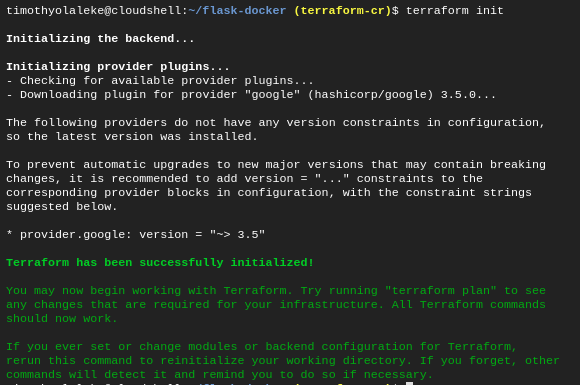 timothyolaleke@cloudshell:~/flask-docker (terraform-cr)$ terraform init
Initializing the backend...
Initializing provider plugins...
- Checking for available provider plugins...
- Downloading plugin for provider "google" (hashicorp/google) 3.5.0...
The following providers do not have any version constraints in configuration,
so the latest version was installed.
To prevent automatic upgrades to new major versions that may contain breaking
changes, it is recommended to add version = "..." constraints to the
corresponding provider blocks in configuration, with the constraint strings
suggested below.
* provider.google: version = "~> 3.5"
Terraform has been successfully initialized!
You may now begin working with Terraform. Try running "terraform plan" to see
any changes that are required for your infrastructure. All Terraform commands
should now work.
If you ever set or change modules or backend configuration for Terraform,
rerun this command to reinitialize your working directory. If you forget, other
commands will detect it and remind you to do so if necessary.